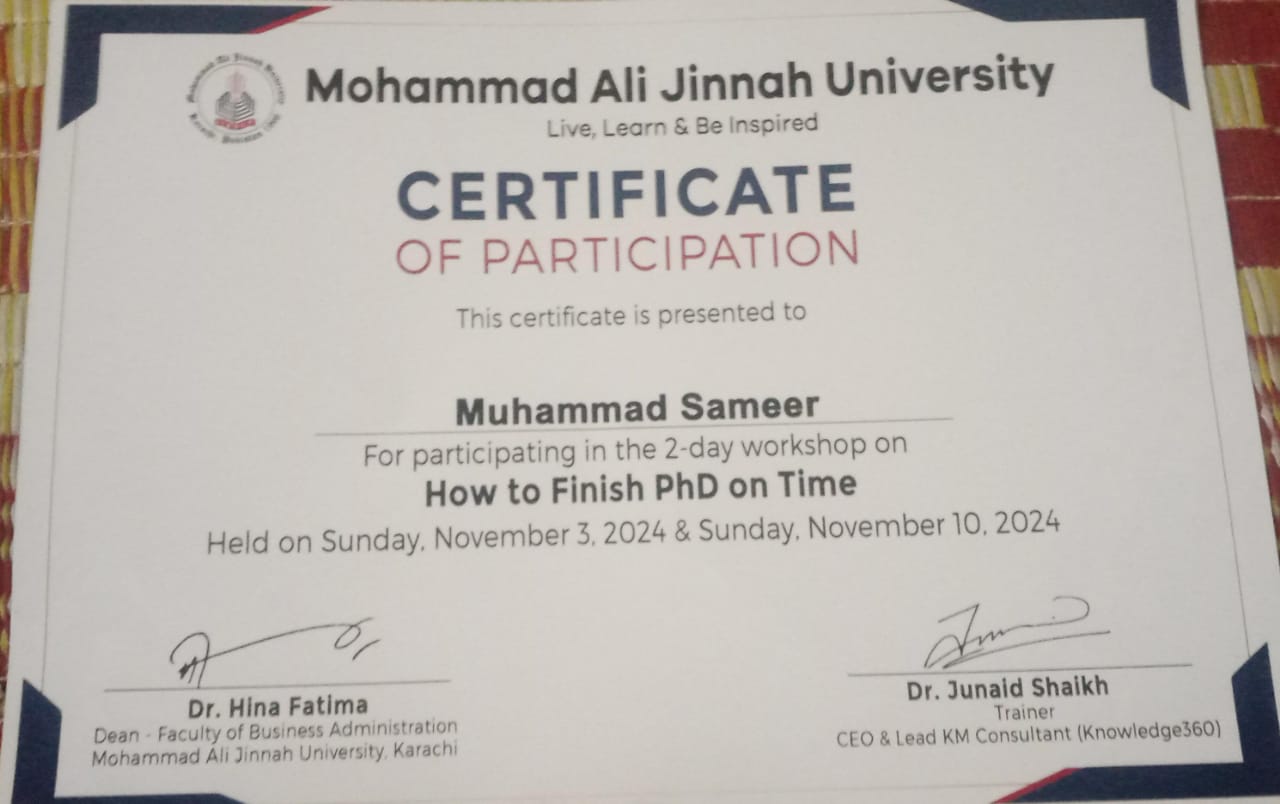 Mohammad Ali Jinnah University
Live, Learn & Be Inspired
CERTIFICATE
OF PARTICIPATION
This certificate is presented to
Muhammad Sameer
For participating in the 2-day workshop on
How to Finish PhD on Time
Held on Sunday, November 3, 2024 & Sunday, November 10, 2024
Dr. Hina Fatima
Dean - Faculty of Business Administration
Mohammad Ali Jinnah University, Karachi
Dr. Junaid Shaikh
Trainer
CEO & Lead KM Consultant (Knowledge360)